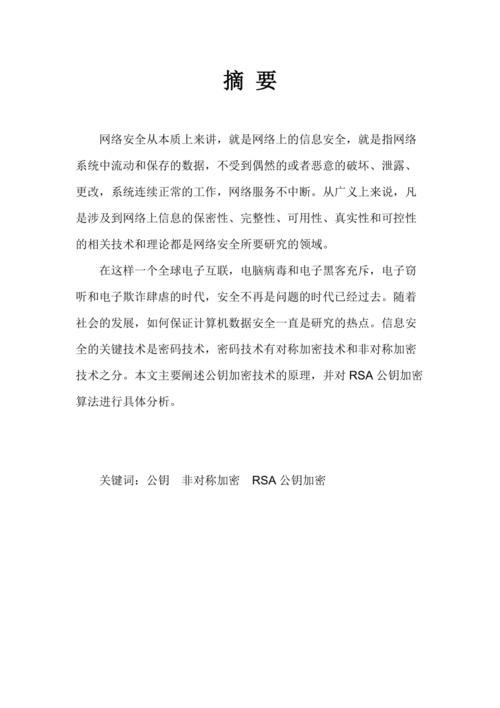 摘 要
网络安全从本质上来讲，就是网络上的信息安全，就是指网络
系统中流动和保存的数据，不受到偶然的或者恶意的破坏、泄露、
更改，系统连续正常的工作，网络服务不中断。从广义上来说，凡
是涉及到网络上信息的保密性、完整性、可用性、真实性和可控性
的相关技术和理论都是网络安全所要研究的领域。
在这样一个全球电子互联，电脑病毒和电子黑客充斥，电子窃
听和电子欺诈肆虐的时代，安全不再是问题的时代已经过去。随着
社会的发展，如何保证计算机数据安全一直是研究的热点。信息安
全的关键技术是密码技术，密码技术有对称加密技术和非对称加密
技术之分。本文主要阐述公钥加密技术的原理，并对 RSA 公钥加密
算法进行具体分析。
关键词：公钥　非对称加密　RSA 公钥加密